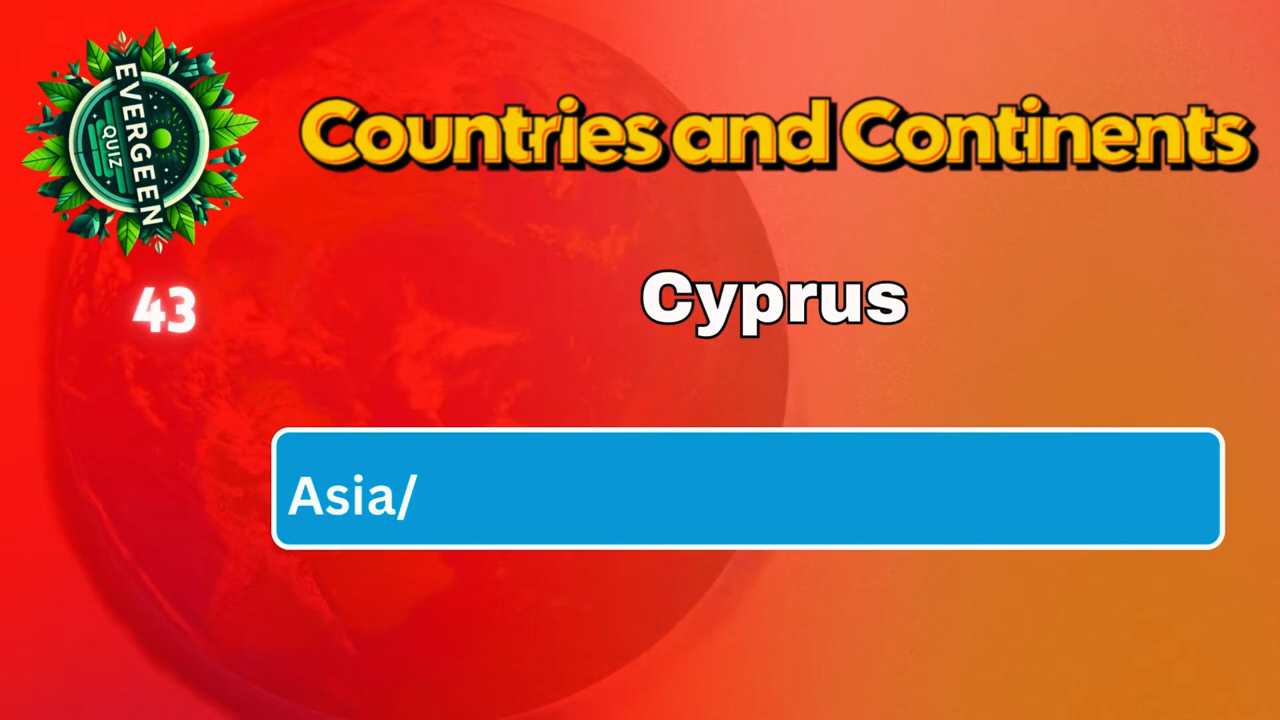 EVERGEEN
QUIZ
Countries and Continents
43
Cyprus
Asia/